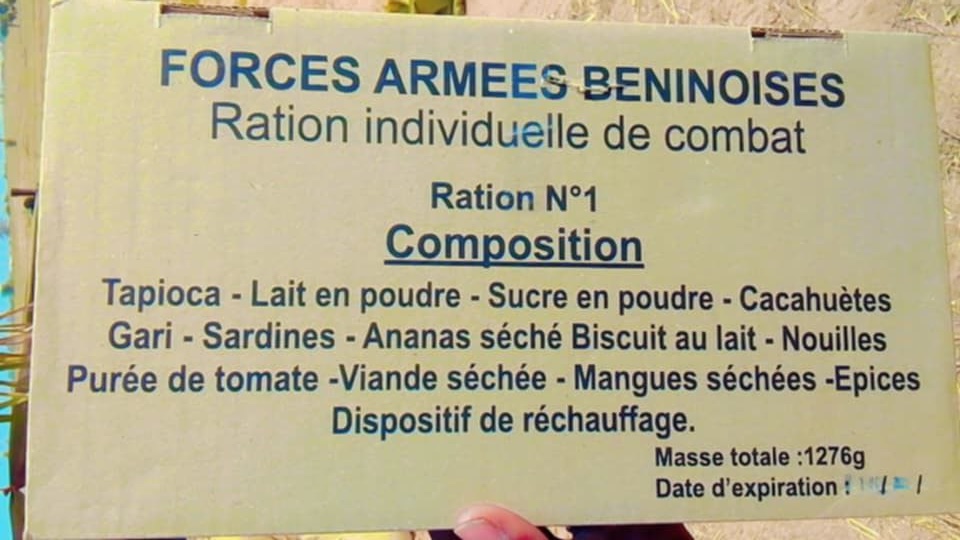 FORCES ARMEES BENINOISES
Ration individuelle de combat
Ration N°1
Composition
Tapioca - Lait en poudre - Sucre en poudre - Cacahuètes
Gari - Sardines - Ananas séché Biscuit au lait - Nouilles
Purée de tomate -Viande séchée - Mangues séchées -Epices
Dispositif de réchauffage.
Masse totale :1276g
Date d'expiration : / /